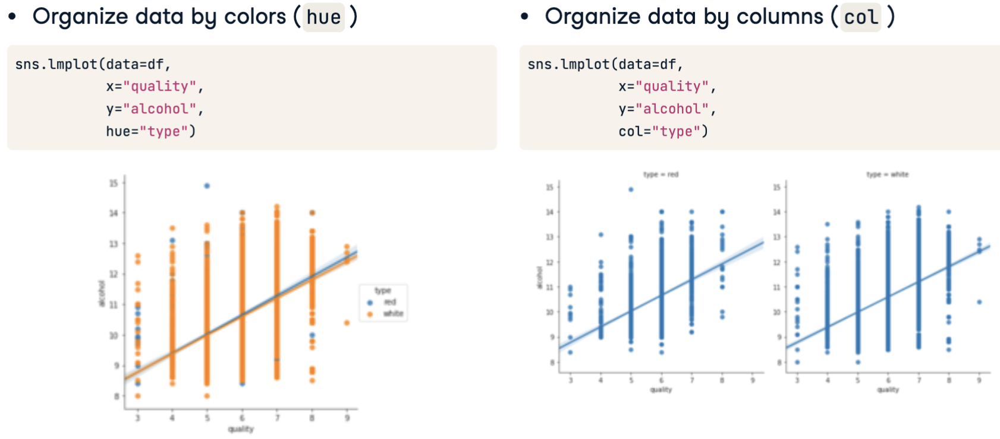 • Organize data by colors ( hue )
sns.lmplot(data=df,
x="quality",
y="alcohol",
hue="type")
15
14
13
12
11
10
9
8
alcohol
3 4 5 6 7 8 9
quality
type
red
white
• Organize data by columns ( col )
sns.lmplot(data=df,
x="quality",
y="alcohol",
col="type")
type = red
15
14
13
12
11
10
9
8
alcohol
3 4 5 6 7 8 9
quality
type = white
15
14
13
12
11
10
9
8
3 4 5 6 7 8 9
quality